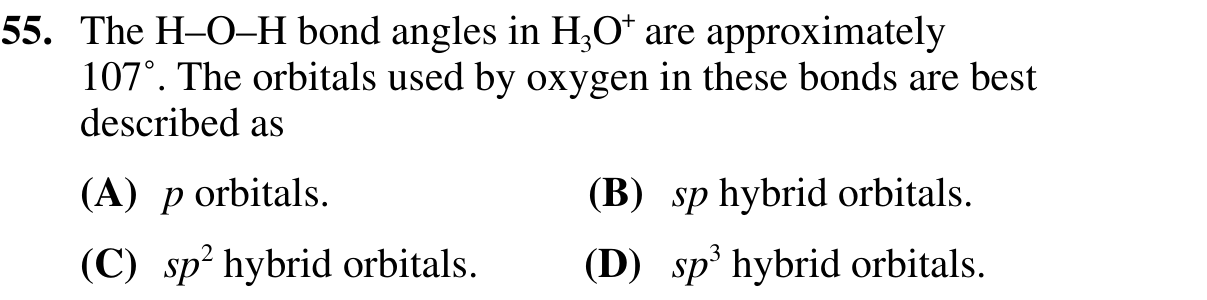 55. The H–O–H bond angles in H₃O⁺ are approximately
107°. The orbitals used by oxygen in these bonds are best
described as
(A) p orbitals. (B) sp hybrid orbitals.
(C) sp² hybrid orbitals. (D) sp³ hybrid orbitals.